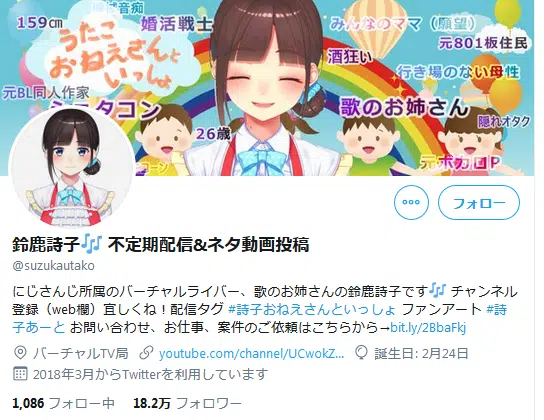 159㎝
音痴
婚活戦士
みんなのママ（願望）
元801板住民
うたこ
おねえさんと
いっしょ
酒狂い
行き場のない母性
元BL同人作家
タコン
歌のお姉さん
26歳
隠れオタク
コーン
元ボカロP
フォロー
鈴鹿詩子🎶 不定期配信&ネタ動画投稿
@suzukautako
にじさんじ所属のバーチャルライバー、歌のお姉さんの鈴鹿詩子です🎶 チャンネル
登録（web欄）宜しくね！配信タグ #詩子おねえさんといっしょ ファンアート #詩
子あーと お問い合わせ、お仕事、案件のご依頼はこちらから→bit.ly/2BbaFkj
バーチャルTV局 youtube.com/channel/UCwokZ... 誕生日: 2月24日
2018年3月からTwitterを利用しています
1,086 フォロー中 18.2万 フォロワー